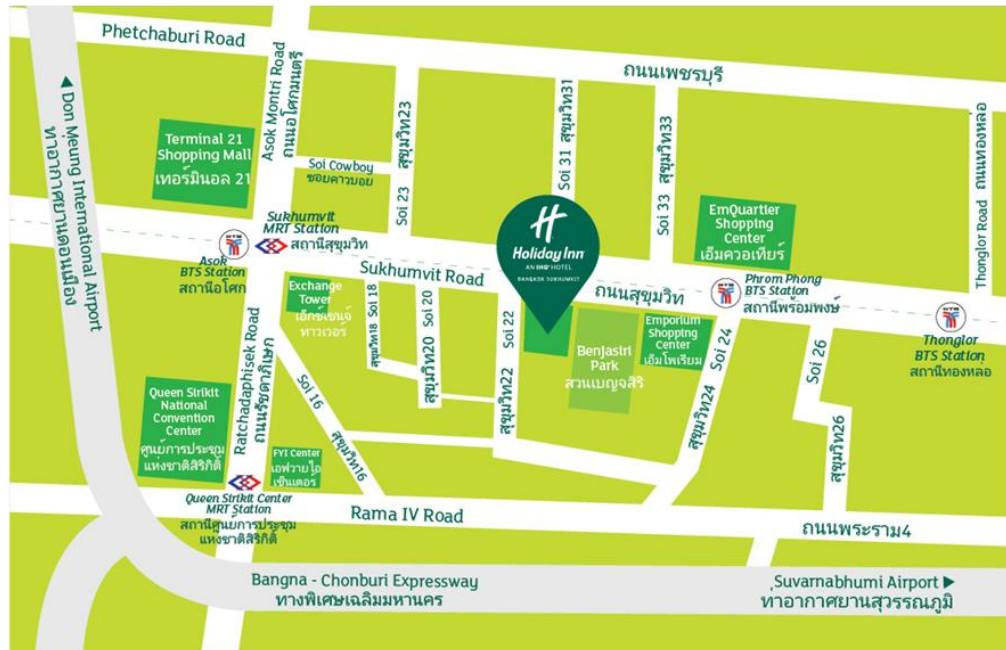 Phetchaburi Road
ถนนเพชรบุรี
◄ Don Meung International Airport
ท่าอากาศยานดอนเมือง
Asok Montri Road
ถนนอโศกมนตรี
Terminal 21
Shopping Mall
เทอร์มินอล 21
Soi Cowboy
ซอยคาวบอย
Soi 23
สุขุมวิท23
Soi 31
สุขุมวิท31
Soi 33
สุขุมวิท33
Thonglor Road
ถนนทองหล่อ
EmQuartier
Shopping
Center
เอ็มควอเทียร์
H
Holiday Inn
AN IHG® HOTEL
BANGKOK SUKHUMVIT
Sukhumvit
MRT Station
สถานีสุขุมวิท
BTS
Asok
BTS Station
สถานีอโศก
Sukhumvit Road
ถนนสุขุมวิท
BTS
Phrom Phong
BTS Station
สถานีพร้อมพงษ์
BTS
Thonglor
BTS Station
สถานีทองหลอ
Exchange
Tower
เอ็กซ์เชนจ์
ทาวเวอร์
Soi 18
สุขุมวิท18
Soi 20
สุขุมวิท20
Soi 22
สุขุมวิท22
Benjasiri
Park
สวนเบญจสิริ
Emporium
Shopping
Center
เอ็มโพเรียม
Soi 24
สุขุมวิท24
Soi 26
สุขุมวิท26
Ratchadaphisek Road
ถนนรัชดาภิเษก
Soi 16
สุขุมวิท16
Queen Sirikit
National
Convention
Center
ศูนย์การประชุม
แห่งชาติสิริกิติ์
FYI Center
เอฟวายไอ
เซ็นเตอร์
Queen Sirikit Center
MRT Station
สถานีศูนย์การประชุม
แห่งชาติสิริกิติ์
Rama IV Road
ถนนพระราม4
Bangna - Chonburi Expressway
ทางพิเศษเฉลิมมหานคร
Suvarnabhumi Airport ►
ท่าอากาศยานสุวรรณภูมิ